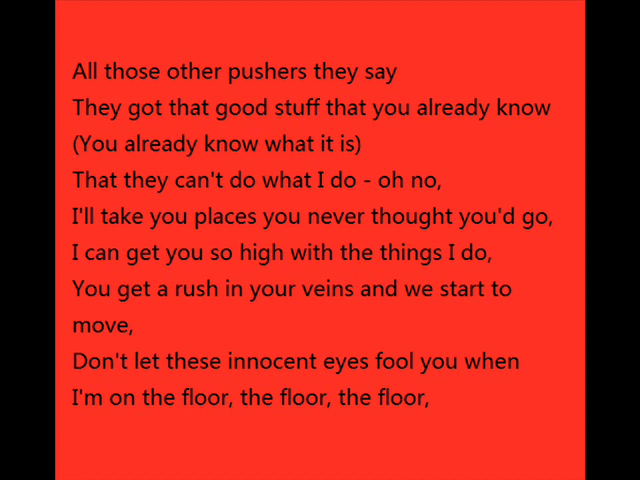 All those other pushers they say
They got that good stuff that you already know
(You already know what it is)
That they can't do what I do - oh no,
I'll take you places you never thought you'd go,
I can get you so high with the things I do,
You get a rush in your veins and we start to
move,
Don't let these innocent eyes fool you when
I'm on the floor, the floor, the floor,